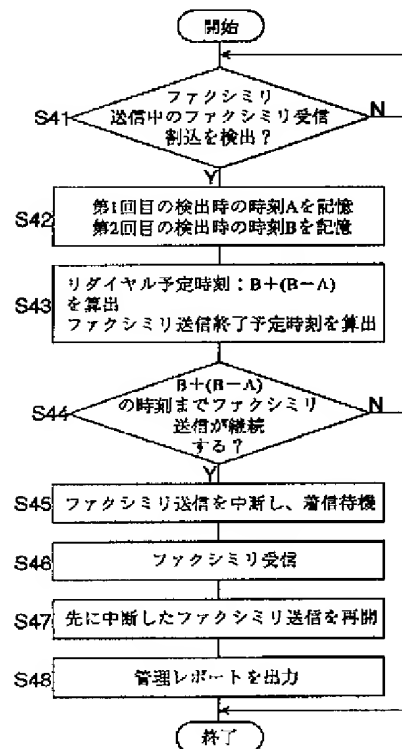 開始
S41
ファクシミリ
送信中のファクシミリ受信
割込を検出？
N
Y
S42
第1回目の検出時の時刻Aを記憶
第2回目の検出時の時刻Bを記憶
S43
リダイヤル予定時刻：B+(B−A)
を算出
ファクシミリ送信終了予定時刻を算出
S44
B+(B−A)
の時刻までファクシミリ
送信が継続
する？
N
Y
S45
ファクシミリ送信を中断し、着信待機
S46
ファクシミリ受信
S47
先に中断したファクシミリ送信を再開
S48
管理レポートを出力
終了